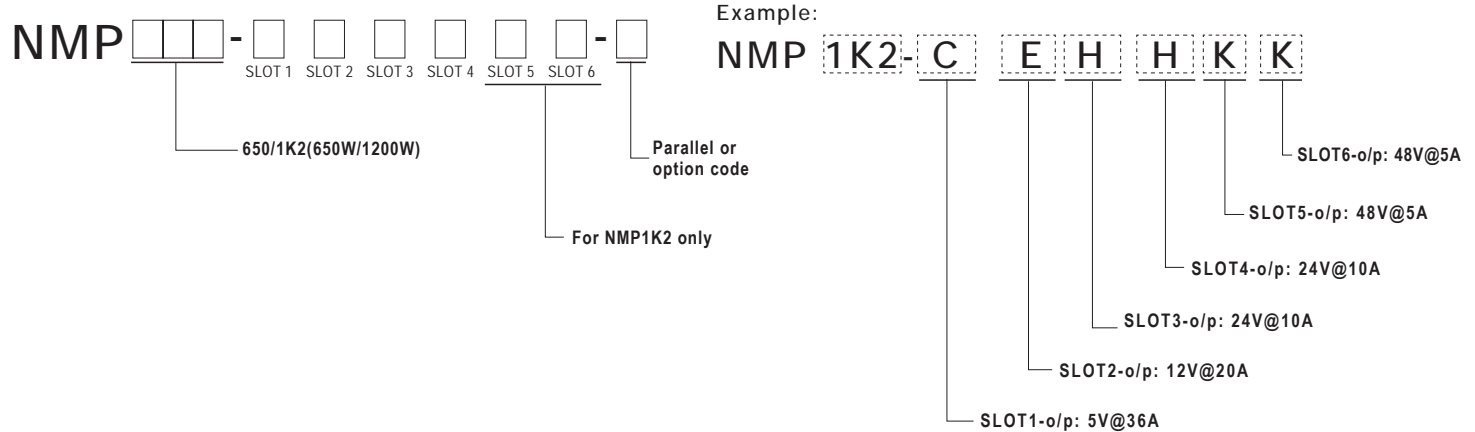 NMP - -
SLOT 1 SLOT 2 SLOT 3 SLOT 4 SLOT 5 SLOT 6
650/1K2(650W/1200W)
Parallel or
option code
For NMP1K2 only
Example:
NMP 1K2-C E H H K K
SLOT6-o/p: 48V@5A
SLOT5-o/p: 48V@5A
SLOT4-o/p: 24V@10A
SLOT3-o/p: 24V@10A
SLOT2-o/p: 12V@20A
SLOT1-o/p: 5V@36A